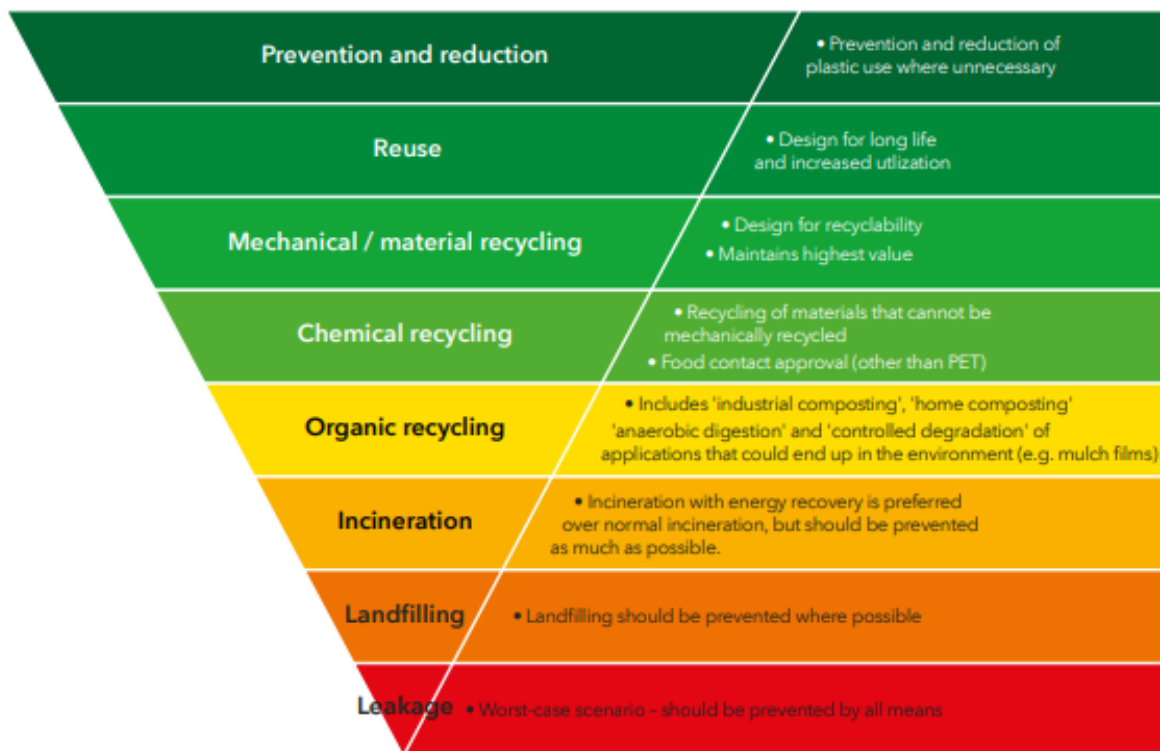 Prevention and reduction
• Prevention and reduction of
plastic use where unnecessary
Reuse
• Design for long life
and increased utlization
Mechanical / material recycling
• Design for recyclability
• Maintains highest value
Chemical recycling
• Recycling of materials that cannot be
mechanically recycled
• Food contact approval (other than PET)
Organic recycling
• Includes 'industrial composting', 'home composting'
'anaerobic digestion' and 'controlled degradation' of
applications that could end up in the environment (e.g. mulch films)
Incineration
• Incineration with energy recovery is preferred
over normal incineration, but should be prevented
as much as possible.
Landfilling
• Landfilling should be prevented where possible
Leakage
• Worst-case scenario – should be prevented by all means